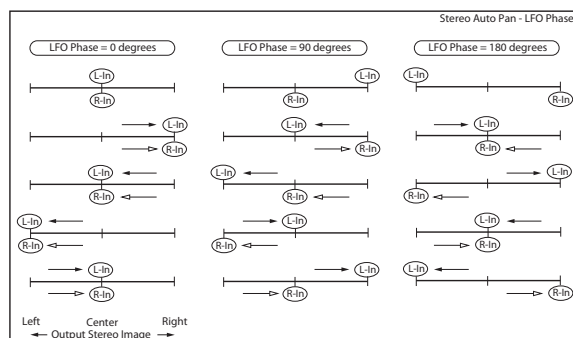 Stereo Auto Pan - LFO Phase
LFO Phase = 0 degrees
LFO Phase = 90 degrees
LFO Phase = 180 degrees
L-In
L-In
L-In
R-In
R-In
R-In
L-In
L-In
L-In
R-In
R-In
R-In
L-In
L-In
L-In
R-In
R-In
R-In
L-In
L-In
L-In
R-In
R-In
R-In
L-In
L-In
L-In
R-In
R-In
R-In
Left Center Right
Output Stereo Image